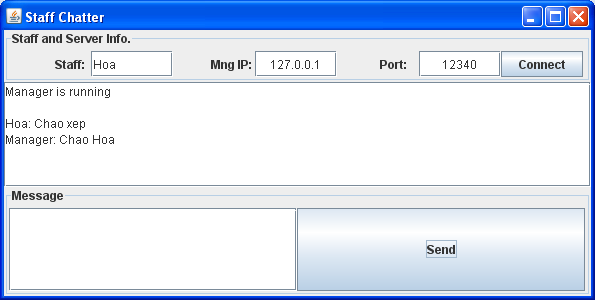 Staff Chatter
Staff and Server Info.
Staff: Hoa Mng IP: 127.0.0.1 Port: 12340 Connect
Manager is running
Hoa: Chao xep
Manager: Chao Hoa
Message
Send